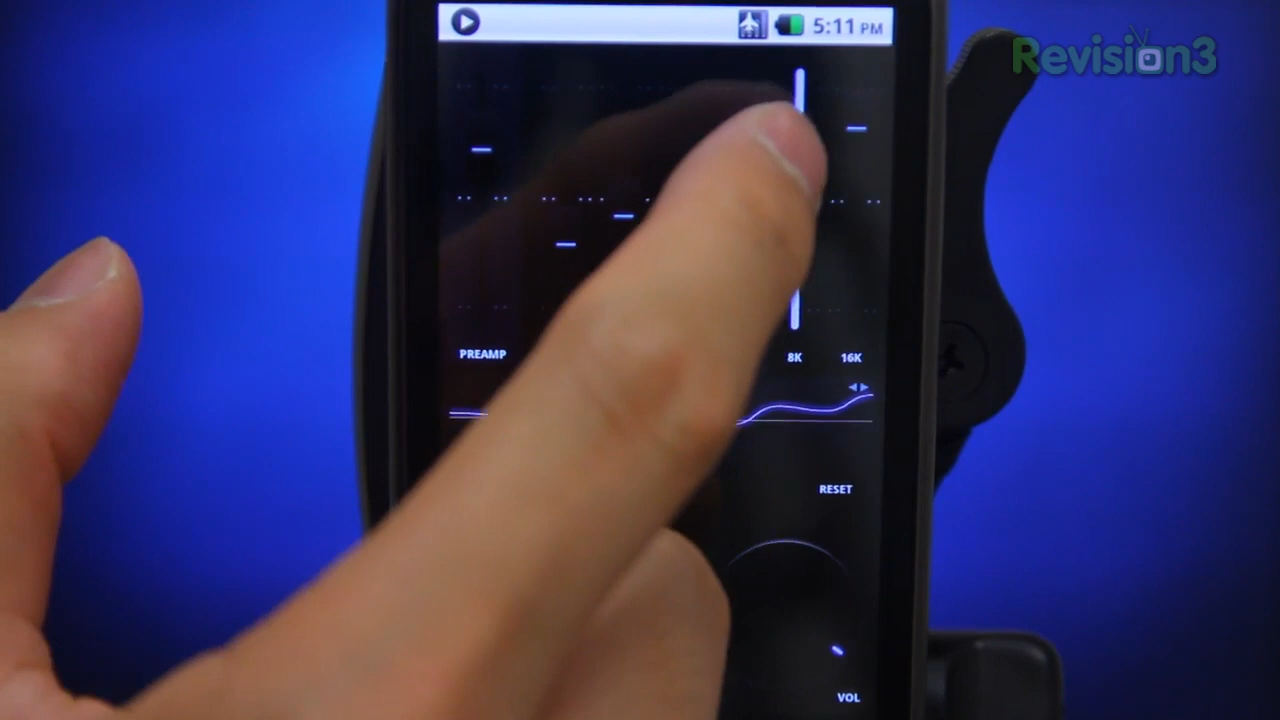 5:11 PM
Revision3
PREAMP
8K
16K
RESET
VOL